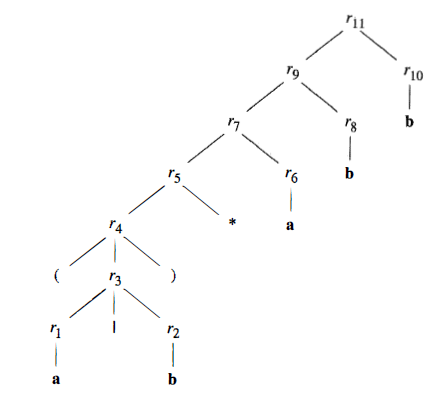 r11
r9 r10
r7 r8 b
r5 r6 b
r4 * a
( r3 )
r1 | r2
a b